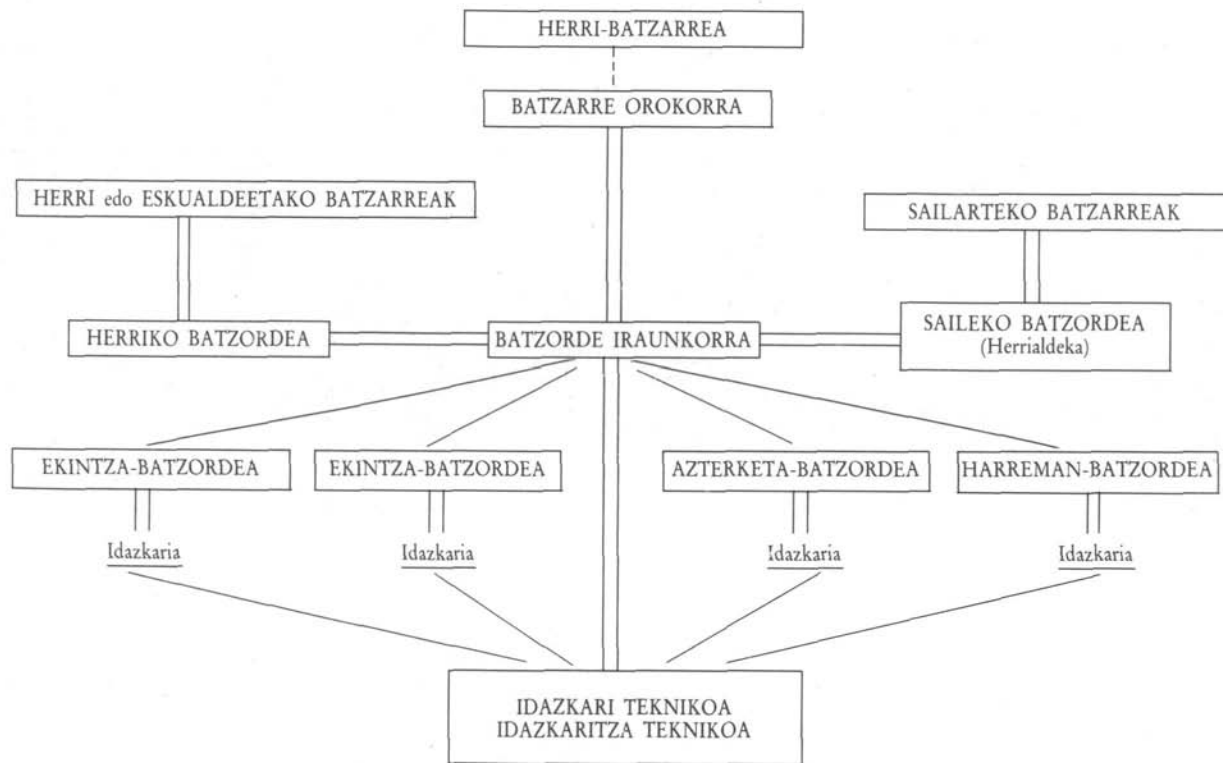 HERRI-BATZARREA
BATZARRE OROKORRA
HERRI edo ESKUALDEETAKO BATZARREAK
SAILARTEKO BATZARREAK
HERRIKO BATZORDEA
BATZORDE IRAUNKORRA
SAILEKO BATZORDEA
(Herrialdeka)
EKINTZA-BATZORDEA
EKINTZA-BATZORDEA
AZTERKETA-BATZORDEA
HARREMAN-BATZORDEA
Idazkaria
Idazkaria
Idazkaria
Idazkaria
IDAZKARI TEKNIKOA
IDAZKARITZA TEKNIKOA